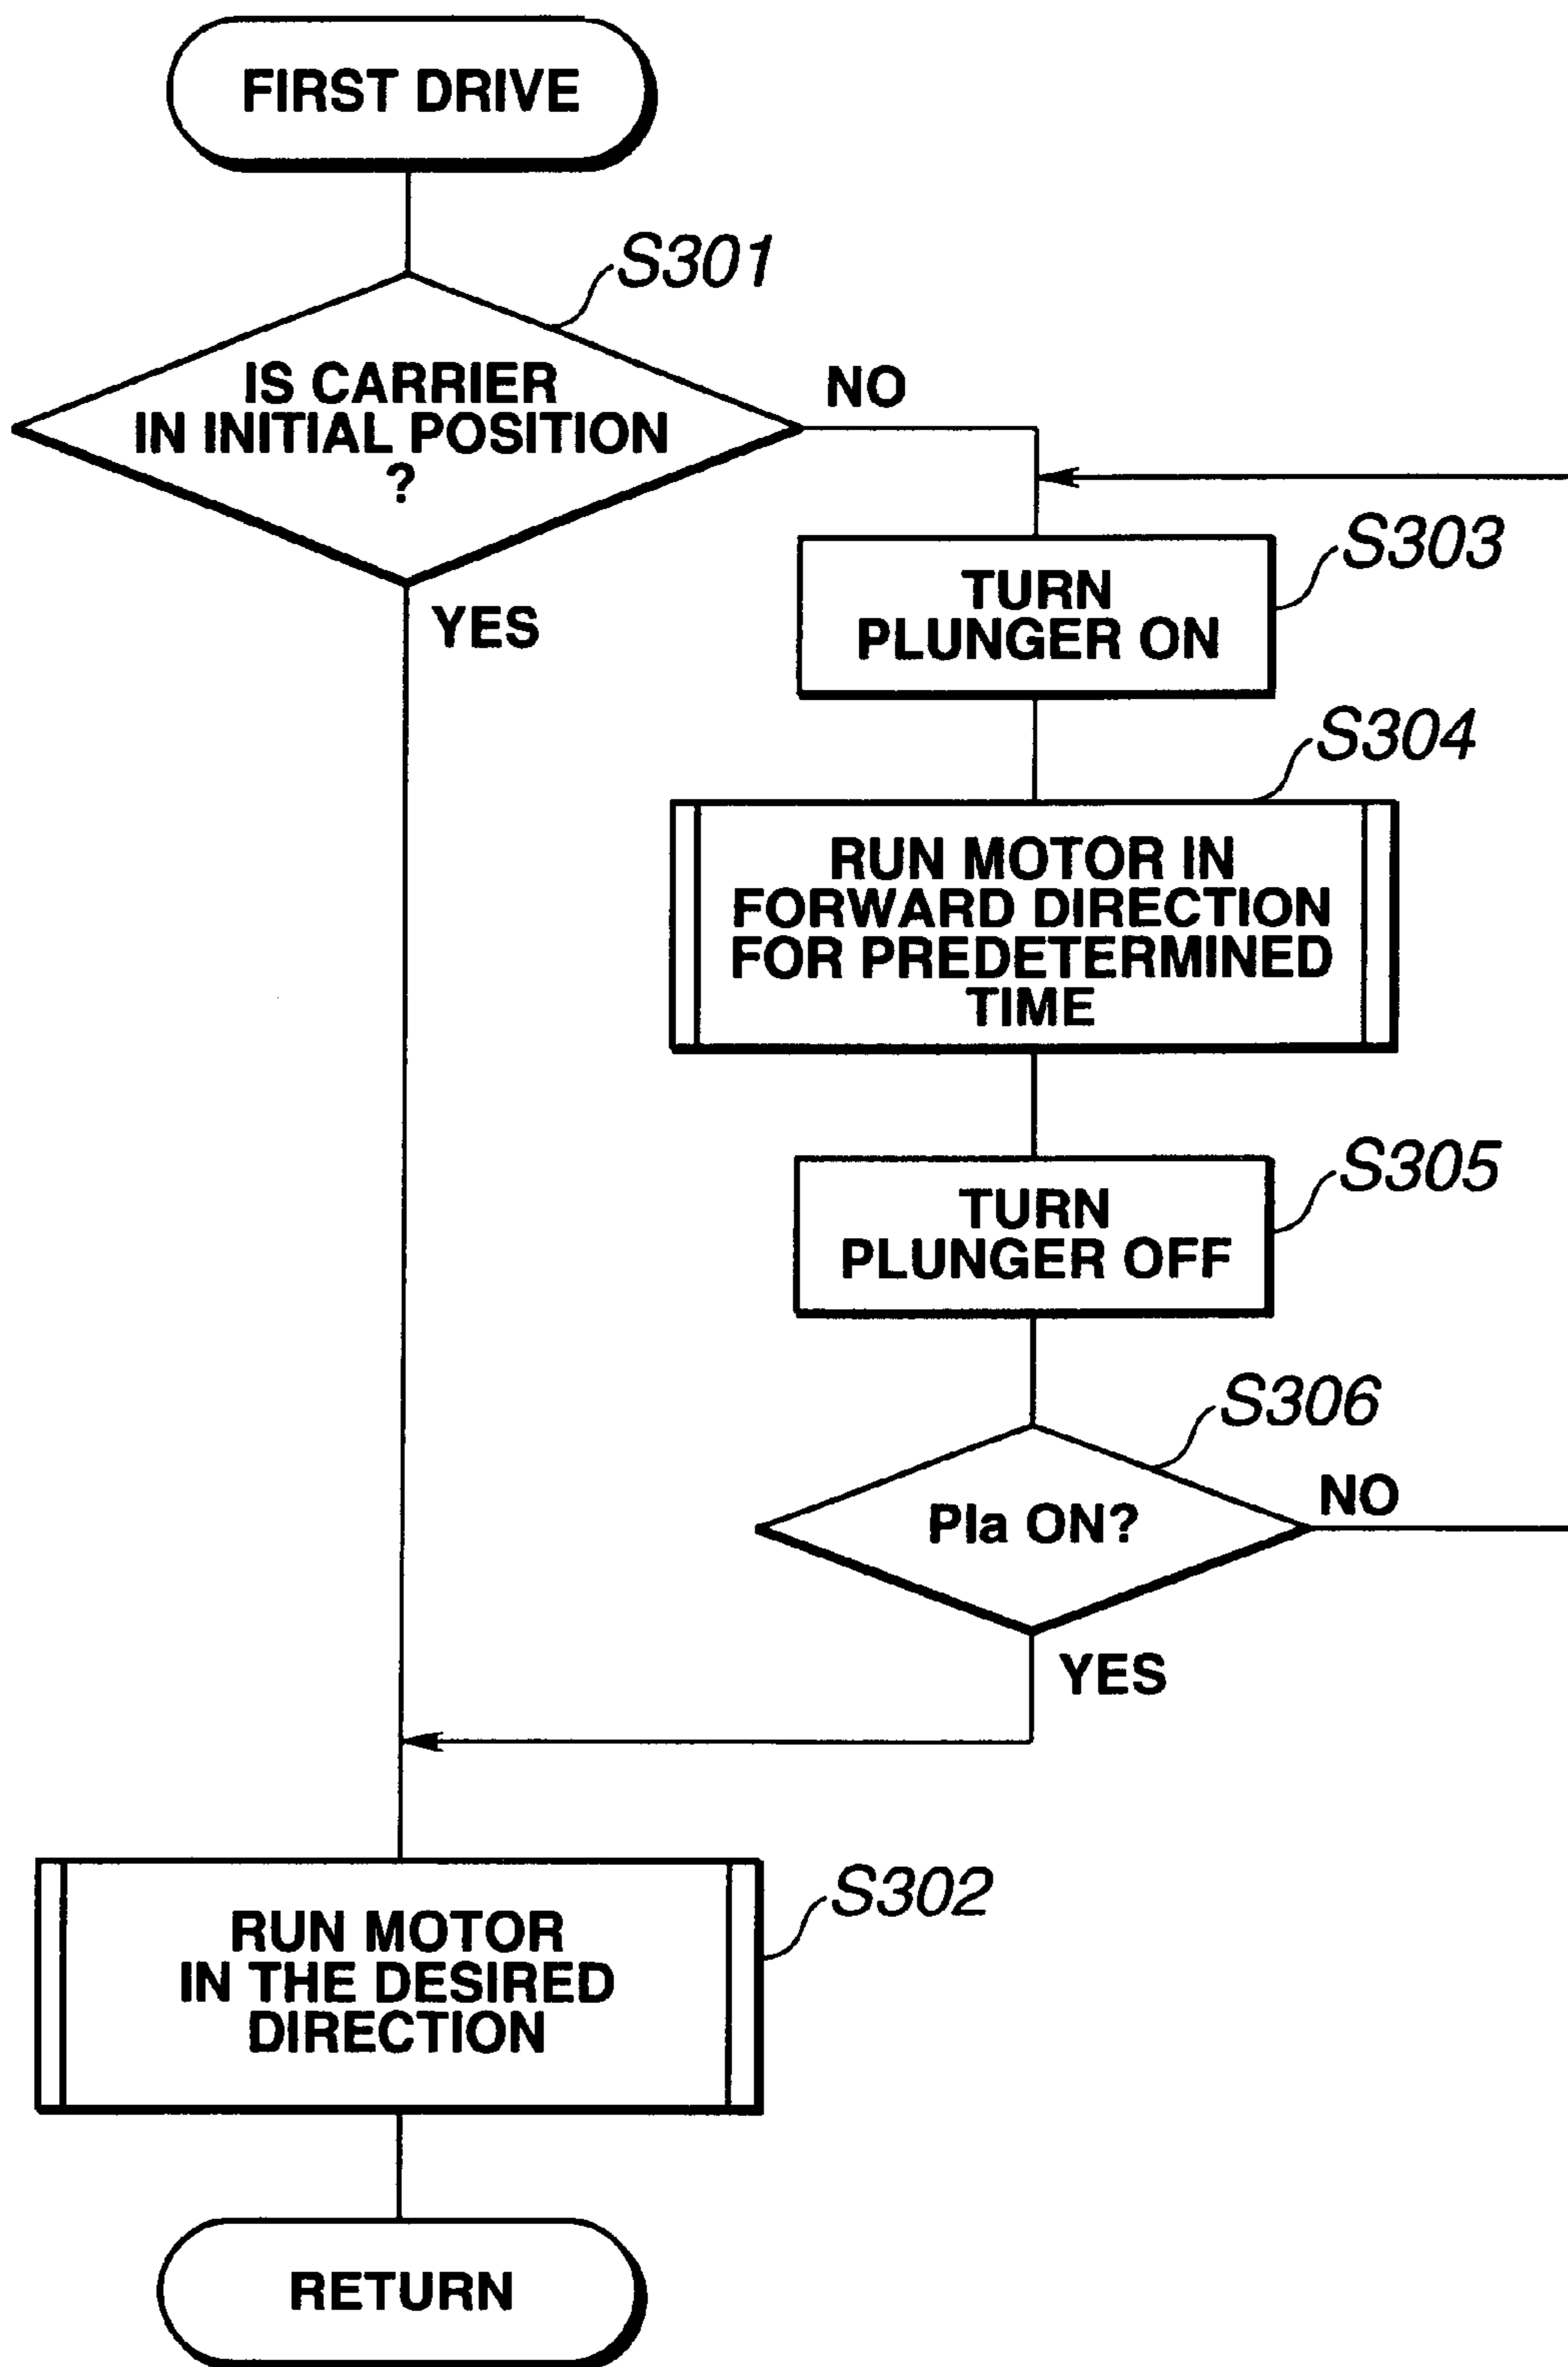 FIRST DRIVE
S301
IS CARRIER
IN INITIAL POSITION
?
NO
YES
S303
TURN
PLUNGER ON
S304
RUN MOTOR IN
FORWARD DIRECTION
FOR PREDETERMINED
TIME
S305
TURN
PLUNGER OFF
S306
PIa ON?
NO
YES
S302
RUN MOTOR
IN THE DESIRED
DIRECTION
RETURN